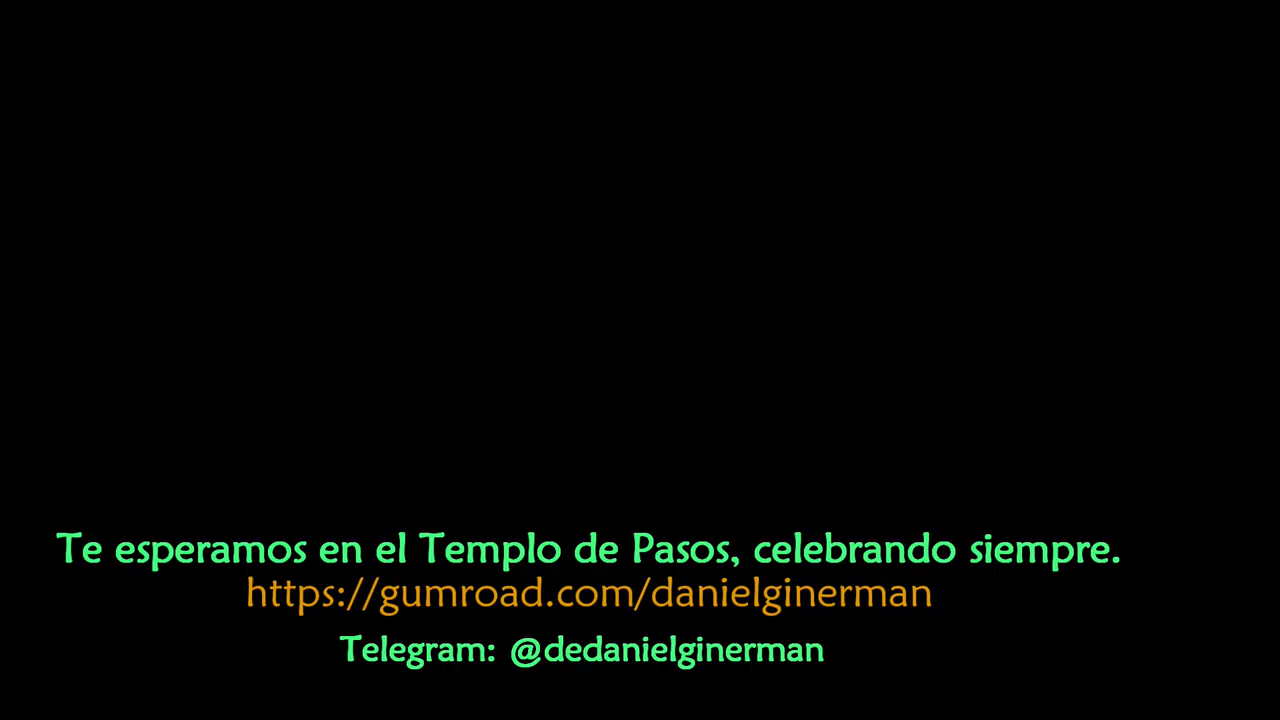 Te esperamos en el Templo de Pasos, celebrando siempre.
https://gumroad.com/danielginerman
Telegram: @dedanielginerman